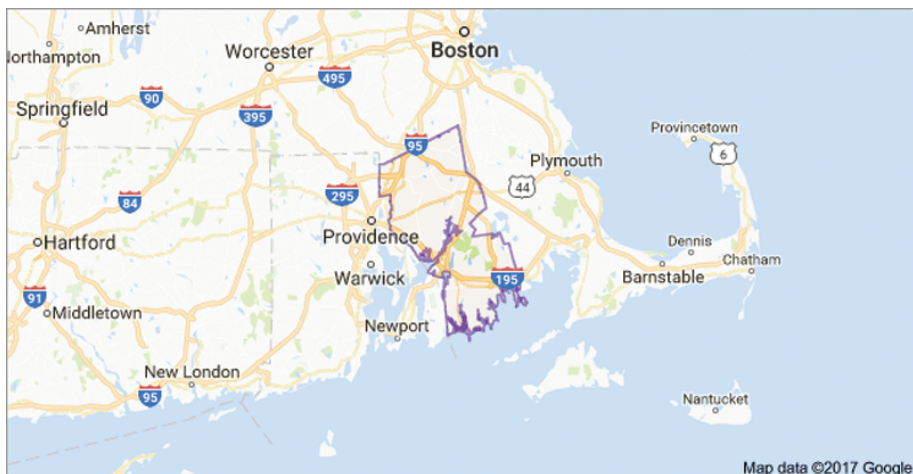 Amherst
Boston
Northampton
Worcester
495
90
Springfield
395
95
Provincetown
6
Plymouth
44
84
295
Providence
Hartford
Dennis
Warwick
195
Barnstable
Chatham
91
Middletown
Newport
New London
95
Nantucket
Map data ©2017 Google